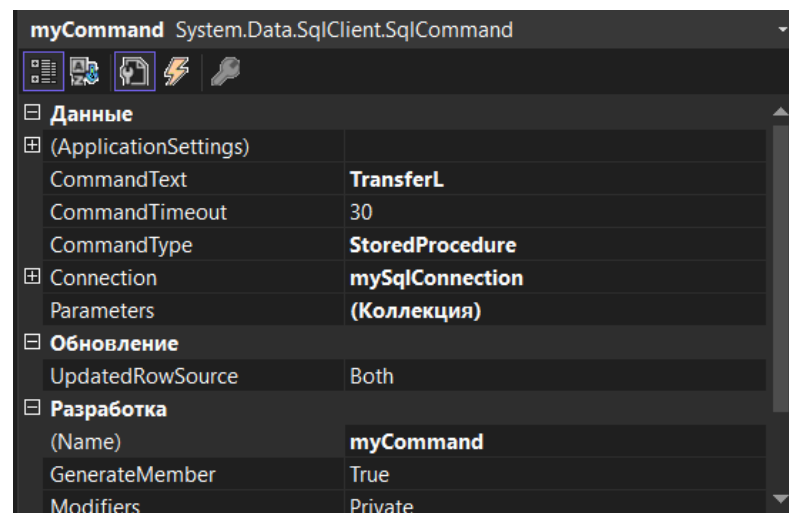 myCommand System.Data.SqlClient.SqlCommand
Данные
(ApplicationSettings)
CommandText TransferL
CommandTimeout 30
CommandType StoredProcedure
Connection mySqlConnection
Parameters (Коллекция)
Обновление
UpdatedRowSource Both
Разработка
(Name) myCommand
GenerateMember True
Modifiers Private